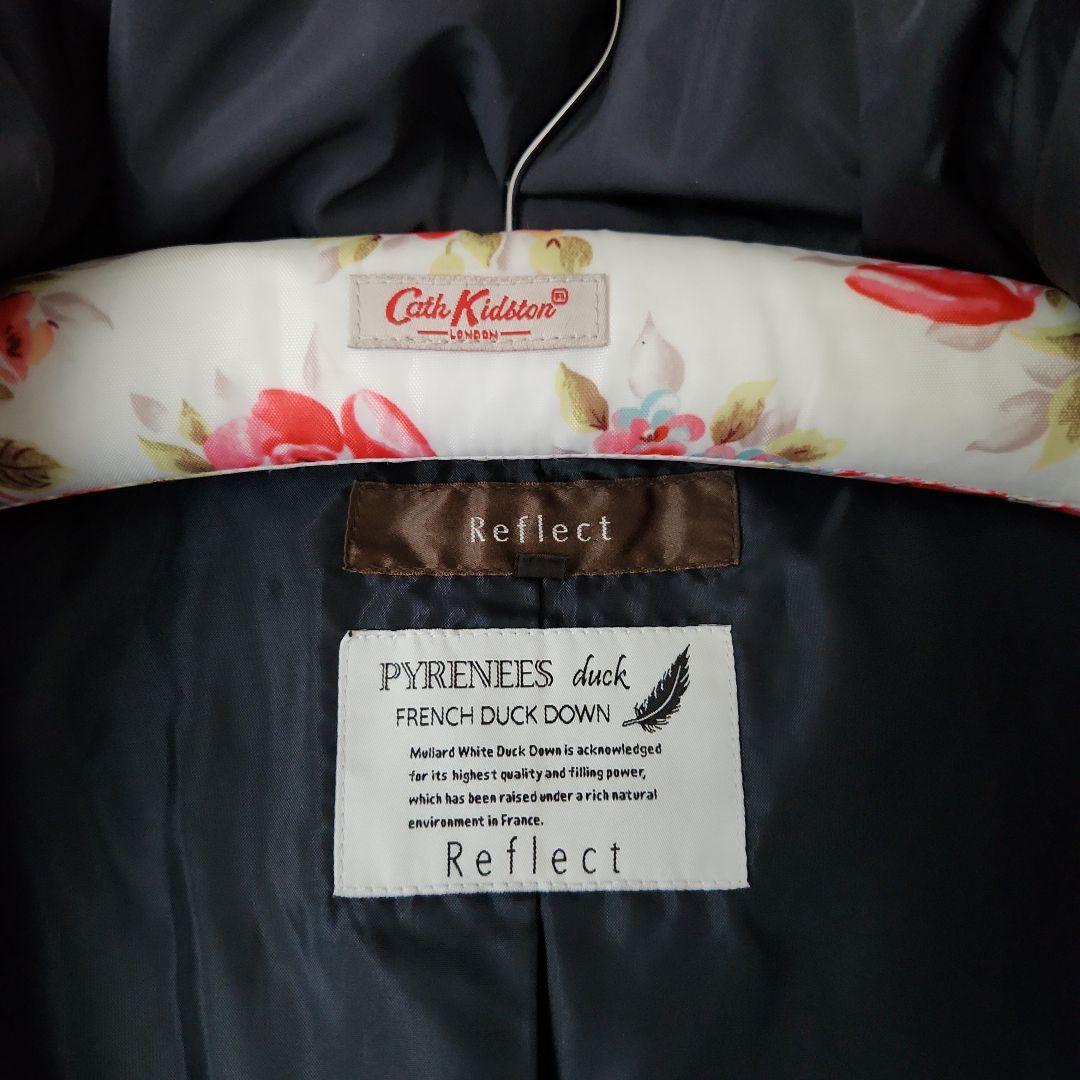 Cath Kidston
LONDON
Reflect
PYRENEES duck
FRENCH DUCK DOWN
Mullard White Duck Down is acknowledged
for its highest quality and filling power,
which has been raised under a rich natural
environment in France.
Reflect